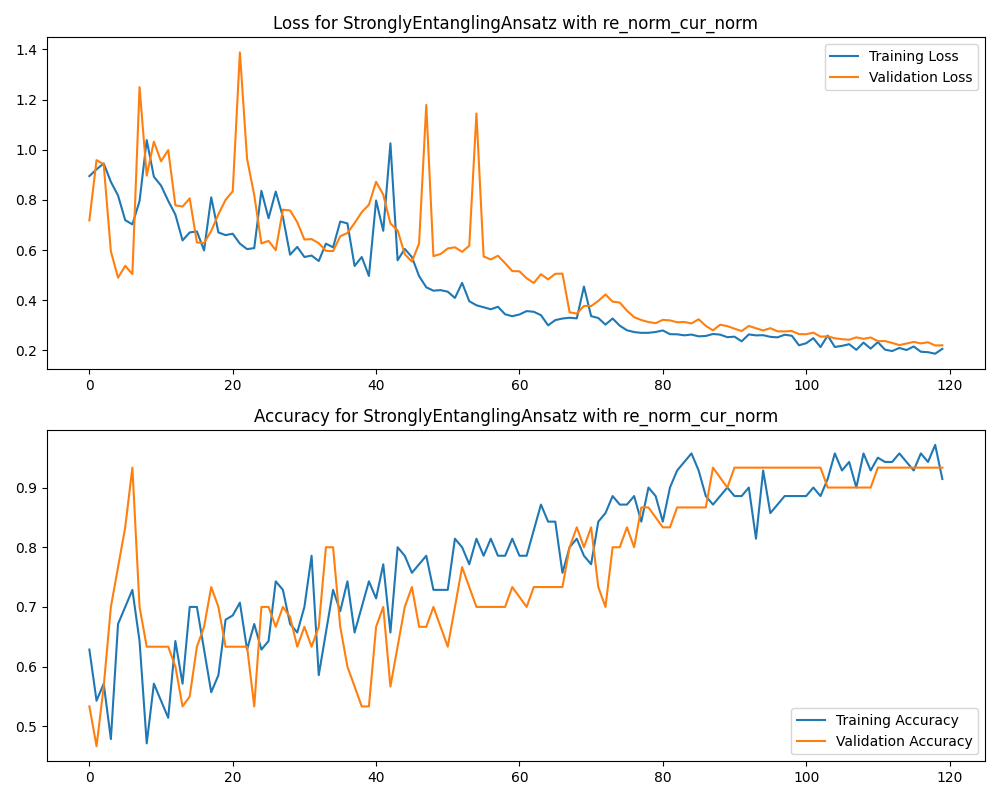 Loss for StronglyEntanglingAnsatz with re_norm_cur_norm
1.4
1.2
1.0
0.8
0.6
0.4
0.2
Training Loss
Validation Loss
0 20 40 60 80 100 120
Accuracy for StronglyEntanglingAnsatz with re_norm_cur_norm
0.9
0.8
0.7
0.6
0.5
Training Accuracy
Validation Accuracy
0 20 40 60 80 100 120